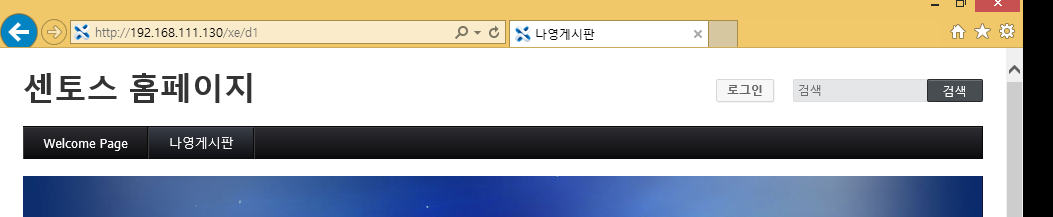 http://192.168.111.130/xe/d1
나영게시판
센토스 홈페이지
로그인
검색
검색
Welcome Page
나영게시판